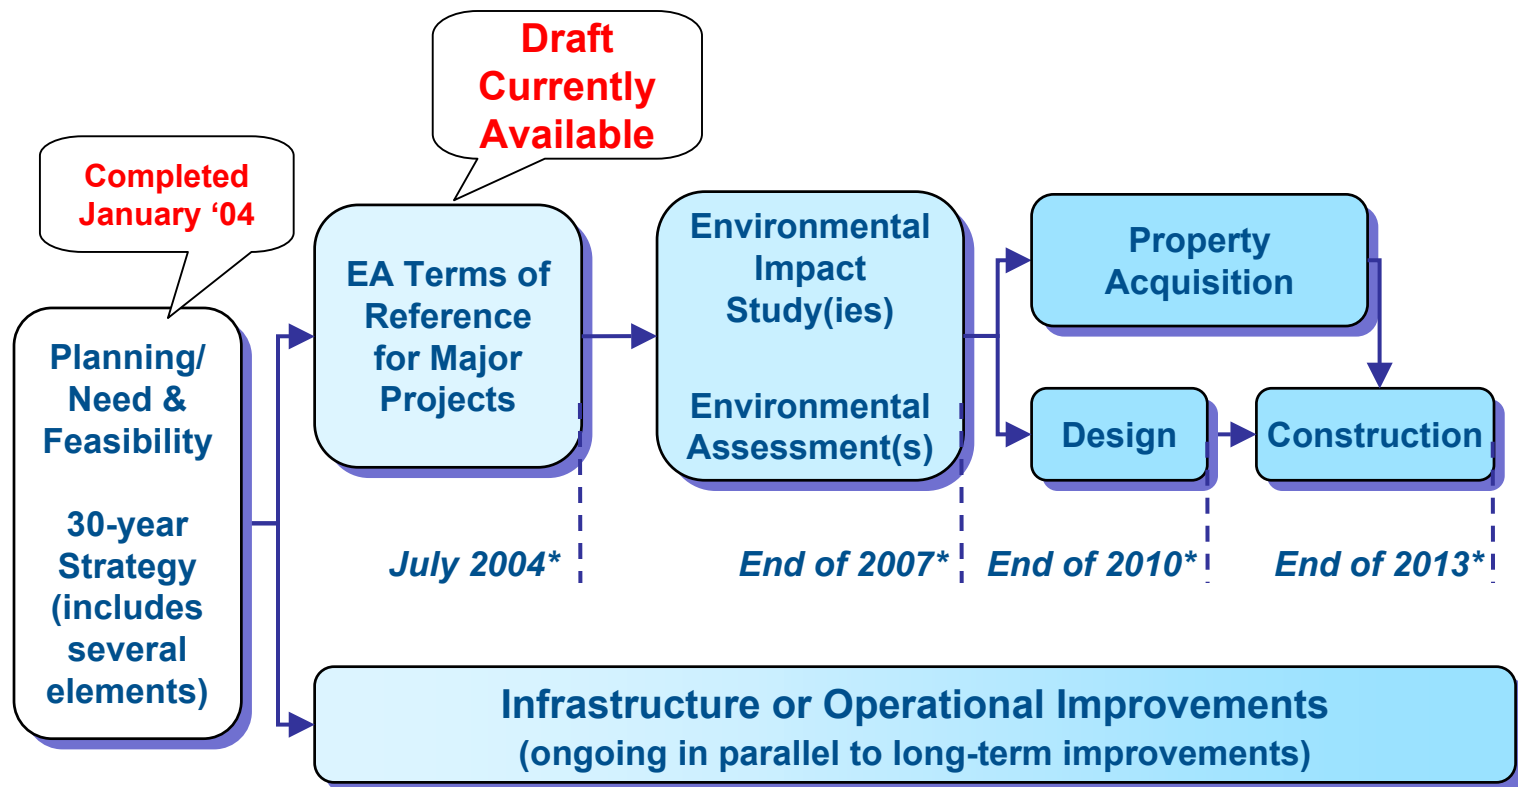 Draft
Currently
Available
Completed
January ‘04
Planning/
Need &
Feasibility
30-year
Strategy
(includes
several
elements)
EA Terms of
Reference
for Major
Projects
Environmental
Impact
Study(ies)
Environmental
Assessment(s)
Property
Acquisition
Design
Construction
July 2004*
End of 2007*
End of 2010*
End of 2013*
Infrastructure or Operational Improvements
(ongoing in parallel to long-term improvements)